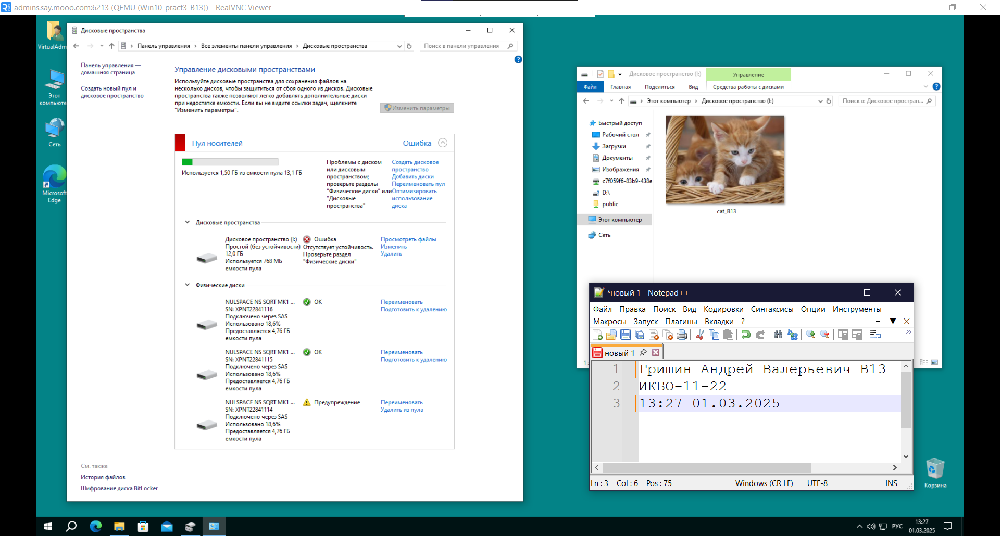 admins.say.mooo.com:6213 (QEMU (Win10_pract3_B13)) - RealVNC Viewer
VirtualAdm
Этот
компьюте
Сеть
Microsoft
Edge
Корзина
Дисковые пространства
Панель управления
Все элементы панели управления
Дисковые пространства
Поиск в панели управления
Панель управления —
домашняя страница
Создать новый пул и
дисковое пространство
Управление дисковыми пространствами
Используйте дисковые пространства для сохранения файлов на
несколько дисков, чтобы защититься от сбоя одного из дисков. Дисковые
пространства также позволяют легко добавлять дополнительные диски
при недостатке емкости. Если вы не видите ссылки задач, щелкните
"Изменить параметры".
Изменить параметры
Пул носителей
Ошибка
Используется 1,50 ГБ из емкости пула 13,1 ГБ
Проблемы с диском
или дисковым
пространством;
проверьте разделы
"Физические диски" или
"Дисковые
пространства"
Создать дисковое
пространство
Добавить диски
Переименовать пул
Оптимизировать
использование
диска
Дисковые пространства
Дисковое пространство (I:)
Простой (без устойчивости)
12,0 ГБ
Используется 768 МБ
емкости пула
Ошибка
Отсутствует устойчивость.
Проверьте раздел
"Физические диски"
Просмотреть файлы
Изменить
Удалить
Физические диски
NULSPACE NS SQRT MK1 ...
SN: XPNT22841116
Подключено через SAS
Использовано 18,6%
Предоставляется 4,76 ГБ
емкости пула
OK
Переименовать
Подготовить к удалению
NULSPACE NS SQRT MK1 ...
SN: XPNT22841115
Подключено через SAS
Использовано 18,6%
Предоставляется 4,76 ГБ
емкости пула
OK
Переименовать
Подготовить к удалению
NULSPACE NS SQRT MK1 ...
SN: XPNT22841114
Подключено через SAS
Использовано 18,6%
Предоставляется 4,76 ГБ
емкости пула
Предупреждение
Переименовать
Удалить из пула
См. также
История файлов
Шифрование диска BitLocker
Дисковое пространство (I:)
Управление
Файл
Главная
Поделиться
Вид
Средства работы с дисками
Этот компьютер
Дисковое пространство (I:)
Поиск в: Дисковое простран...
Быстрый доступ
Рабочий стол
Загрузки
Документы
Изображения
c7f059f6-83b9-438e
D:\
public
Этот компьютер
Сеть
cat_B13
1
*новый 1 - Notepad++
Файл Правка Поиск Вид Кодировки Синтаксисы Опции Инструменты
Макросы Запуск Плагины Вкладки ?
новый 1
1 Гришин Андрей Валерьевич B13
2 ИКБО-11-22
3 13:27 01.03.2025
Ln : 3 Col : 6 Pos : 75
Windows (CR LF)
UTF-8
INS
РУС
13:27
01.03.2025